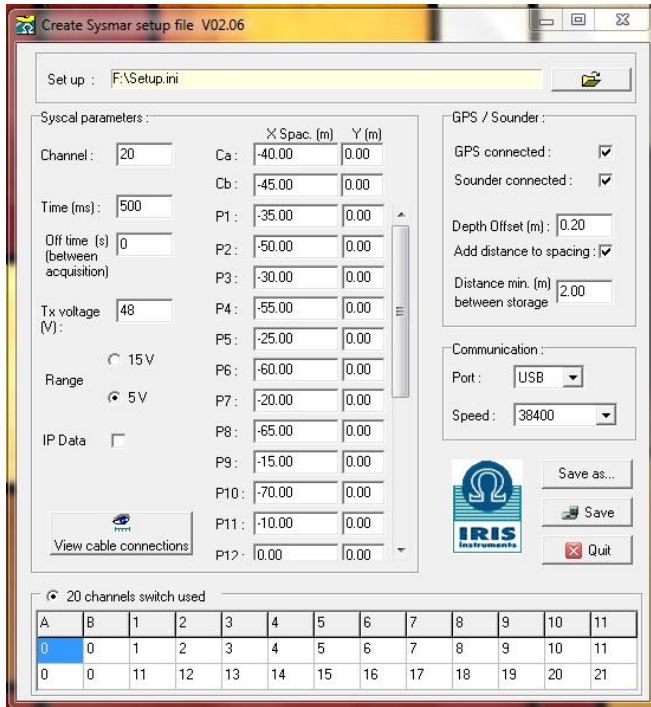 Create Sysmar setup file V02.06
Set up : F:\Setup.ini
Syscal parameters :
X Spac. (m) Y (m)
Channel : 20
Ca : -40.00 0.00
Cb : -45.00 0.00
Time (ms) : 500
P1 : -35.00 0.00
Off time (s) 0
(between
acquisition)
P2 : -50.00 0.00
P3 : -30.00 0.00
Tx voltage 48
(V) :
P4 : -55.00 0.00
P5 : -25.00 0.00
Range
15 V
5 V
P6 : -60.00 0.00
P7 : -20.00 0.00
IP Data
P8 : -65.00 0.00
P9 : -15.00 0.00
P10 : -70.00 0.00
P11 : -10.00 0.00
P12 : 0.00 0.00
View cable connections
GPS / Sounder :
GPS connected :
Sounder connected :
Depth Offset (m) : 0.20
Add distance to spacing :
Distance min. (m) 2.00
between storage
Communication :
Port : USB
Speed : 38400
IRIS
Instruments
Save as...
Save
Quit
20 channels switch used
A B 1 2 3 4 5 6 7 8 9 10 11
0 0 1 2 3 4 5 6 7 8 9 10 11
0 0 11 12 13 14 15 16 17 18 19 20 21